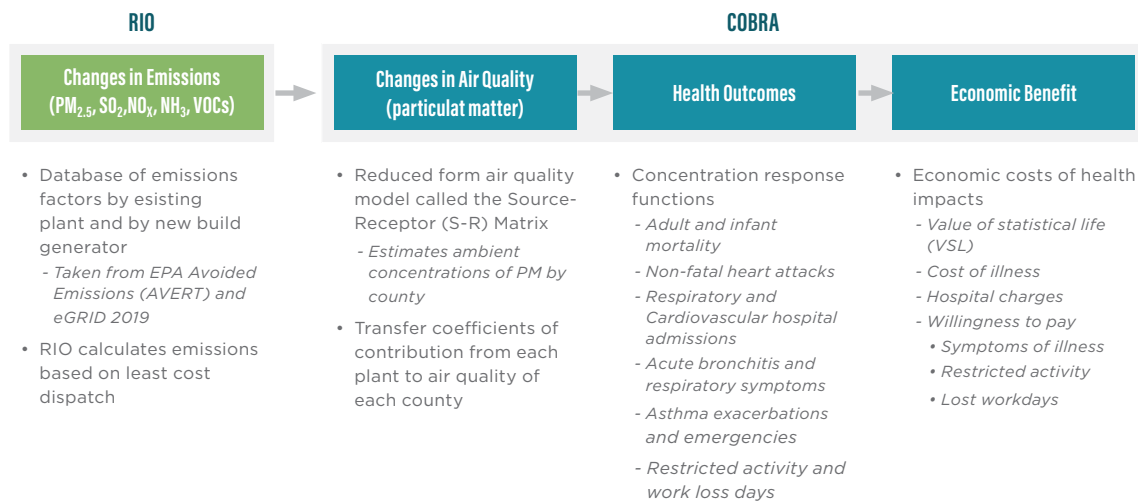 RIO
COBRA
Changes in Emissions
(PM2.5, SO2,NOX, NH3, VOCs)
Changes in Air Quality
(particulat matter)
Health Outcomes
Economic Benefit
• Database of emissions
factors by esisting
plant and by new build
generator
- Taken from EPA Avoided
Emissions (AVERT) and
eGRID 2019
• RIO calculates emissions
based on least cost
dispatch
• Reduced form air quality
model called the Source-
Receptor (S-R) Matrix
- Estimates ambient
concentrations of PM by
county
• Transfer coefficients of
contribution from each
plant to air quality of
each county
• Concentration response
functions
- Adult and infant
mortality
- Non-fatal heart attacks
- Respiratory and
Cardiovascular hospital
admissions
- Acute bronchitis and
respiratory symptoms
- Asthma exacerbations
and emergencies
- Restricted activity and
work loss days
• Economic costs of health
impacts
- Value of statistical life
(VSL)
- Cost of illness
- Hospital charges
- Willingness to pay
• Symptoms of illness
• Restricted activity
• Lost workdays